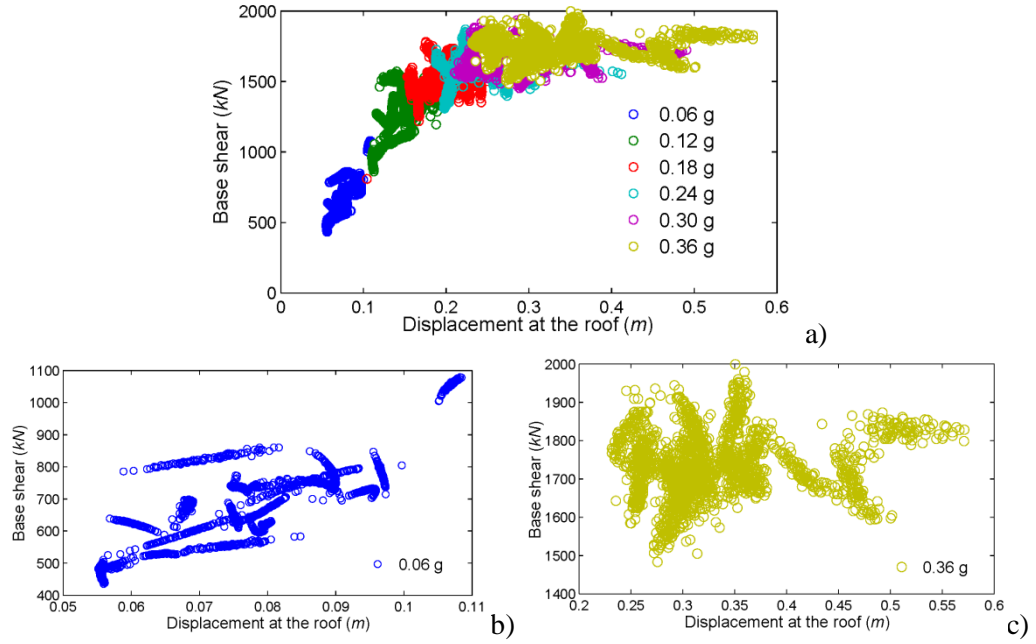 2000
1500
1000
500
0
Base shear (kN)
0.06 g
0.12 g
0.18 g
0.24 g
0.30 g
0.36 g
0 0.1 0.2 0.3 0.4 0.5 0.6
Displacement at the roof (m)
a)
1100
1000
900
800
700
600
500
400
Base shear (kN)
0.06 g
0.05 0.06 0.07 0.08 0.09 0.1 0.11
Displacement at the roof (m)
b)
2000
1900
1800
1700
1600
1500
1400
Base shear (kN)
0.36 g
0.2 0.25 0.3 0.35 0.4 0.45 0.5 0.55 0.6
Displacement at the roof (m)
c)